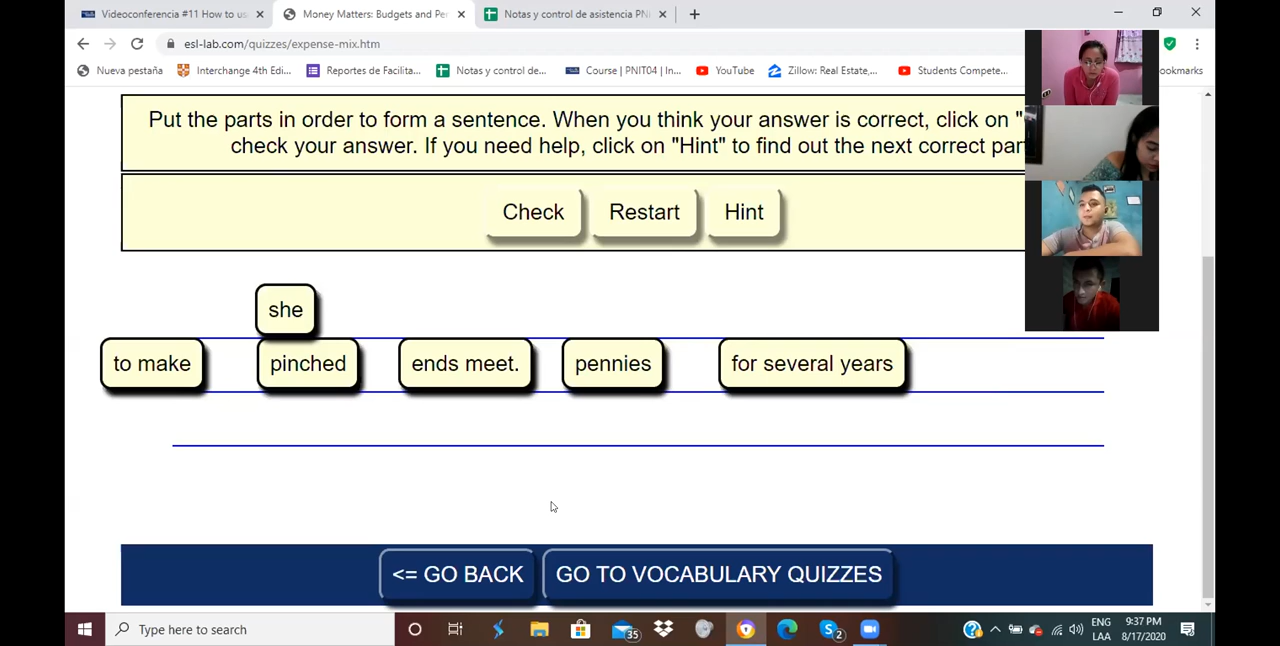 Videoconferencia #11 How to us
Money Matters: Budgets and Per
Notas y control de asistencia PNI
esl-lab.com/quizzes/expense-mix.htm
Nueva pestaña
Interchange 4th Edi...
Reportes de Facilita...
Notas y control de...
Course | PNIT04 | In...
YouTube
Zillow: Real Estate,...
Students Compete...
ookmarks
Put the parts in order to form a sentence. When you think your answer is correct, click on "
check your answer. If you need help, click on "Hint" to find out the next correct par
Check Restart Hint
she
to make pinched ends meet. pennies for several years
<= GO BACK GO TO VOCABULARY QUIZZES
Type here to search
35
2
ENG
LAA
9:37 PM
8/17/2020